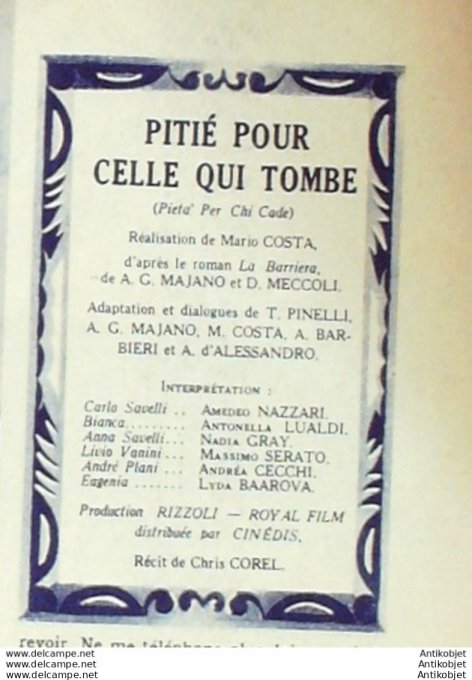 PITIÉ POUR
CELLE QUI TOMBE
(Pieta' Per Chi Cade)
Réalisation de Mario COSTA,
d'après le roman La Barriera,
de A. G. MAJANO et D. MECCOLI.
Adaptation et dialogues de T. PINELLI,
A. G. MAJANO, M. COSTA, A. BAR-
BIERI et A. d'ALESSANDRO.
INTERPRÉTATION :
Carlo Savelli .. AMEDEO NAZZARI.
Bianca......... ANTONELLA LUALDI.
Anna Savelli... NADIA GRAY.
Livio Vanini... MASSIMO SERATO.
André Plani ... ANDRÉA CECCHI.
Eugenia ....... LYDA BAAROVA.
Production RIZZOLI — ROYAL FILM
distribuée par CINÉDIS.
Récit de Chris COREL.
revoir. Ne me téléphone
http://www.delcampe.net Antikobjet
http://www.delcampe.net Antikobjet